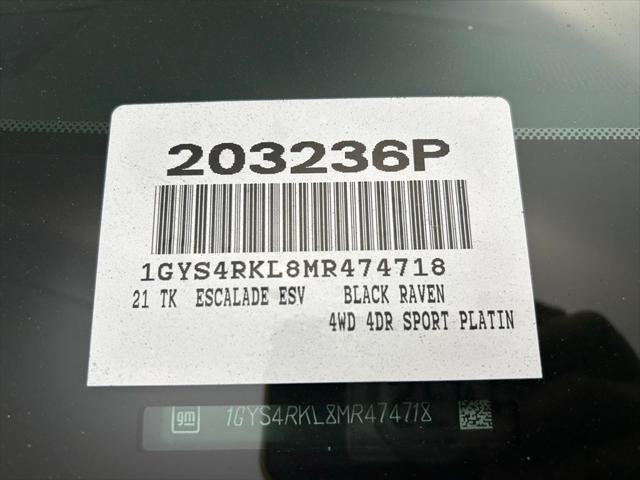 203236P
1GYS4RKL8MR474718
21 TK ESCALADE ESV BLACK RAVEN
4WD 4DR SPORT PLATIN
gm 1GYS4RKL8MR474718